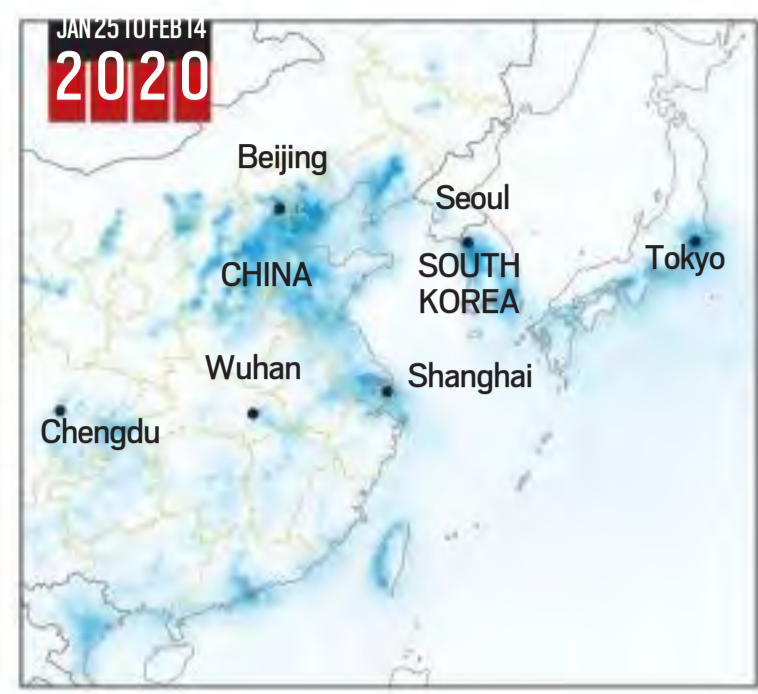 JAN 25 TO FEB 14
2020
Beijing
Seoul
CHINA
SOUTH
KOREA
Tokyo
Wuhan
Shanghai
Chengdu